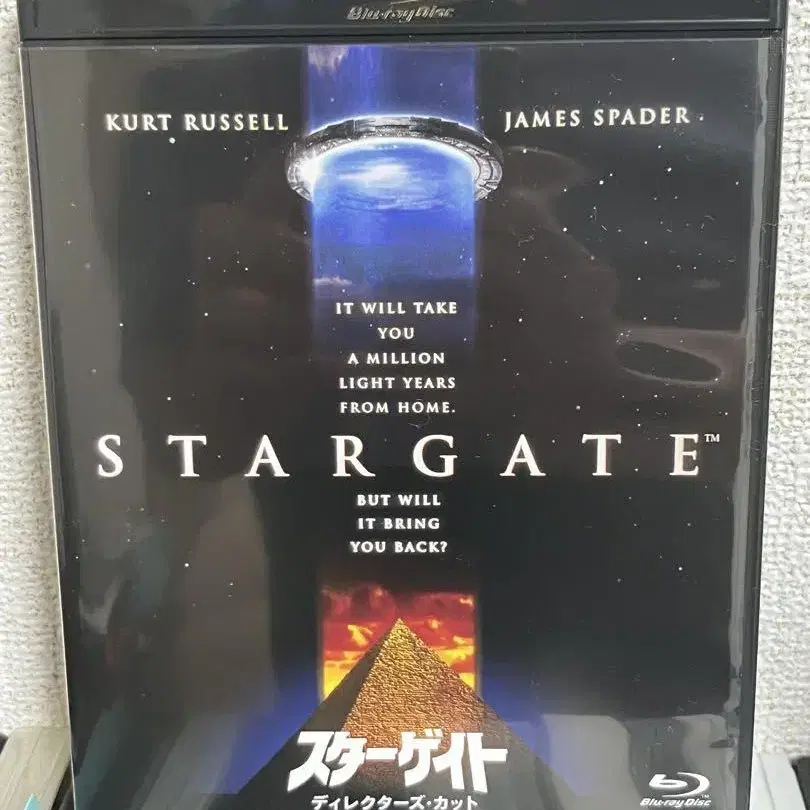 Blu-ray Disc
KURT RUSSELL
JAMES SPADER
IT WILL TAKE
YOU
A MILLION
LIGHT YEARS
FROM HOME.
STARGATE™
BUT WILL
IT BRING
YOU BACK?
スターゲイト
ディレクターズ・カット
Blu-ray Disc™